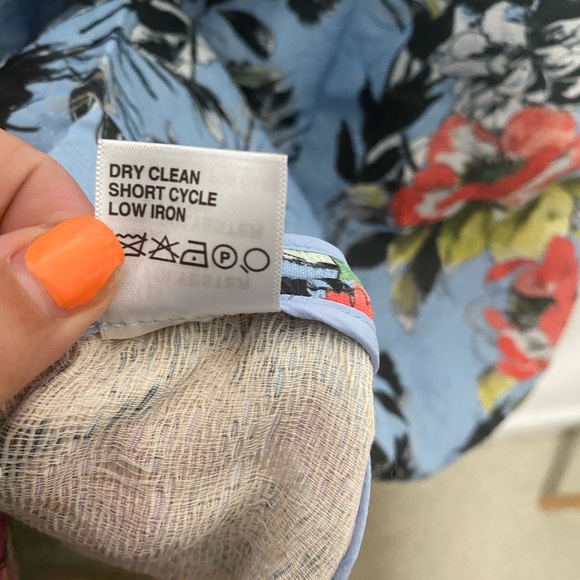 DRY CLEAN
SHORT CYCLE
LOW IRON
P